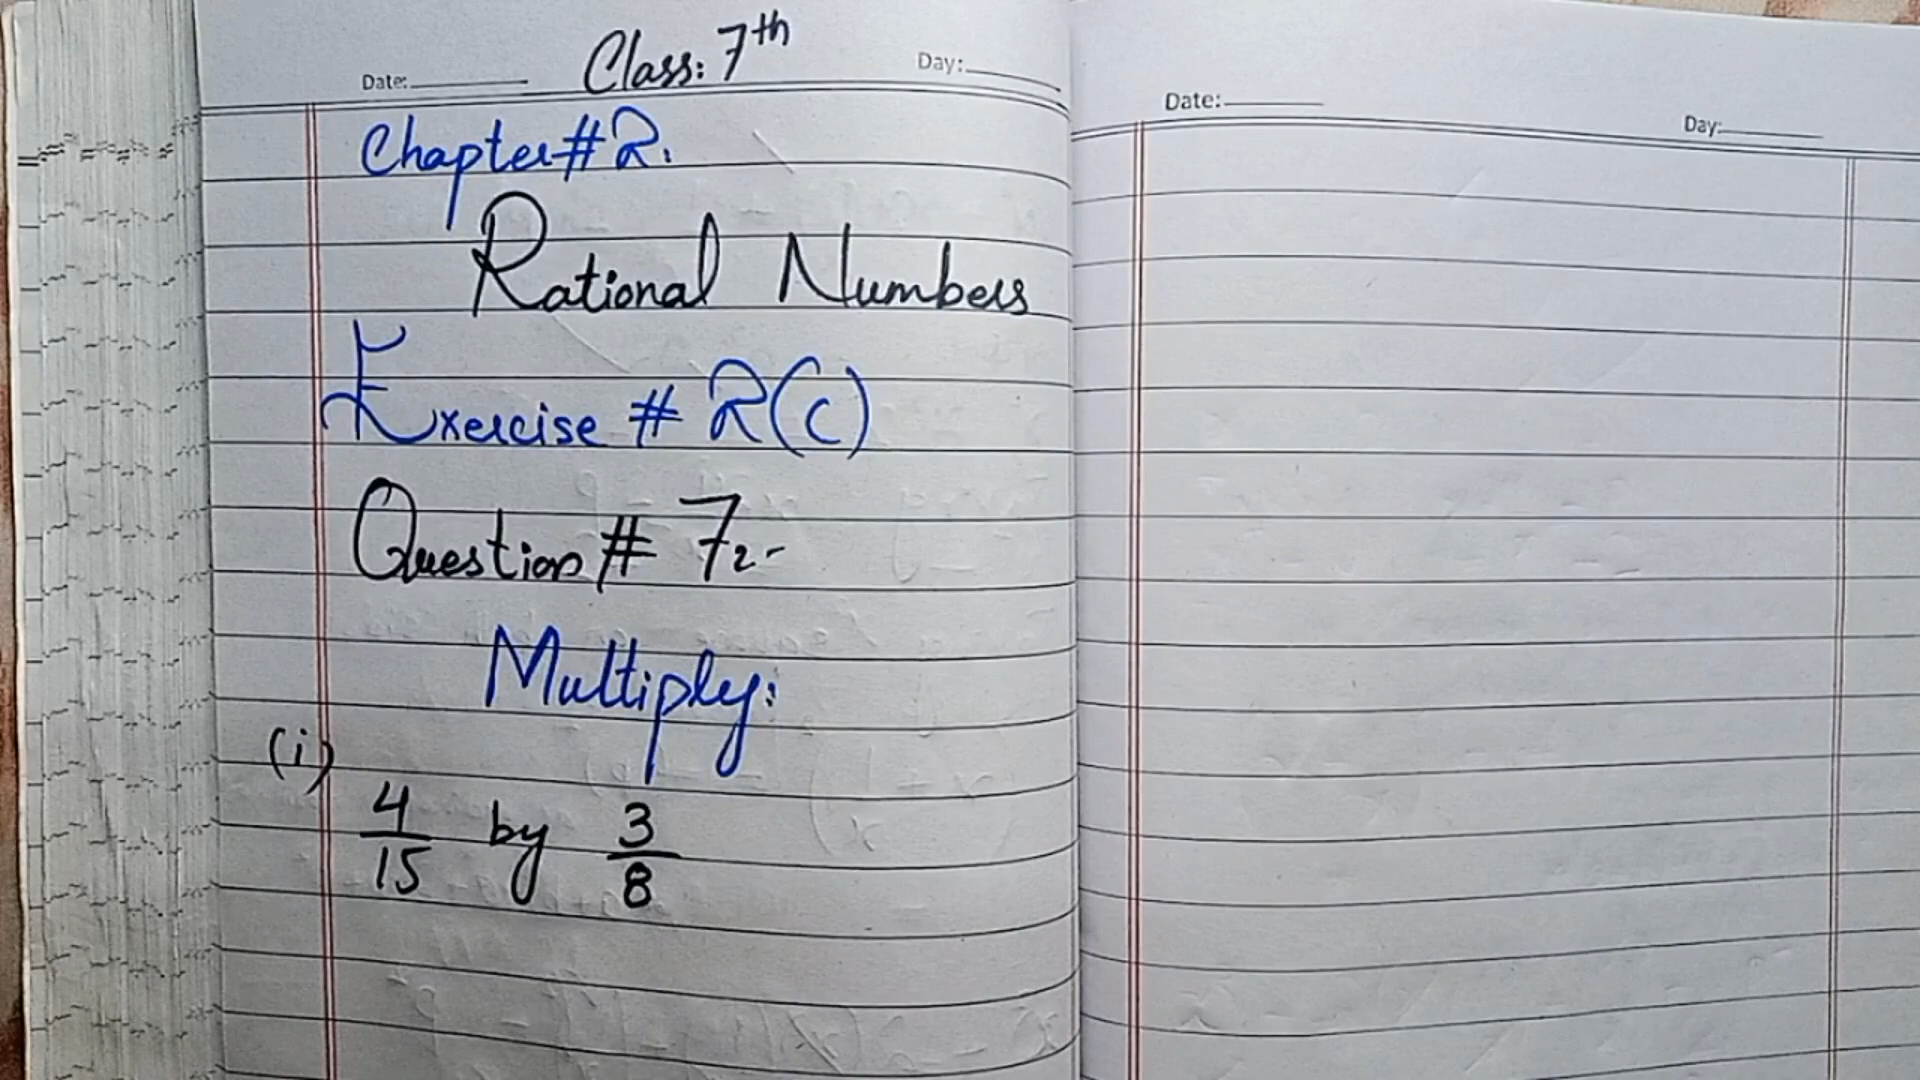 Date: Class: 7th Day:
Chapter # 2:
Rational Numbers
Exercise # 2(c)
Question # 7:-
Multiply:
(i)
4/15 by 3/8
Date: Day: